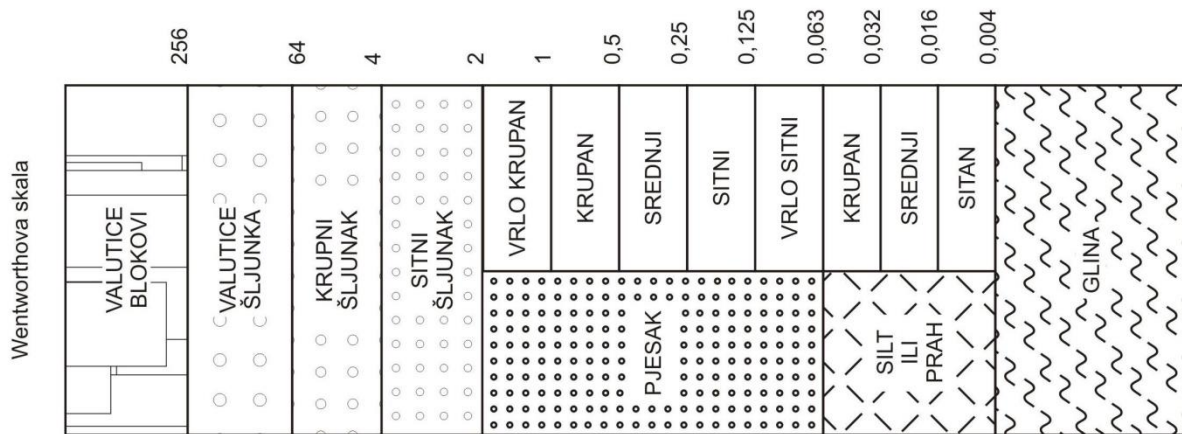 Wentworthova skala
256
64
4
2
1
0,5
0,25
0,125
0,063
0,032
0,016
0,004
VALUTICE
BLOKOVI
VALUTICE
ŠLJUNKA
KRUPNI
ŠLJUNAK
SITNI
ŠLJUNAK
VRLO KRUPAN
KRUPAN
SREDNJI
SITNI
VRLO SITNI
KRUPAN
SREDNJI
SITAN
PJESAK
SILT
ILI
PRAH
GLINA